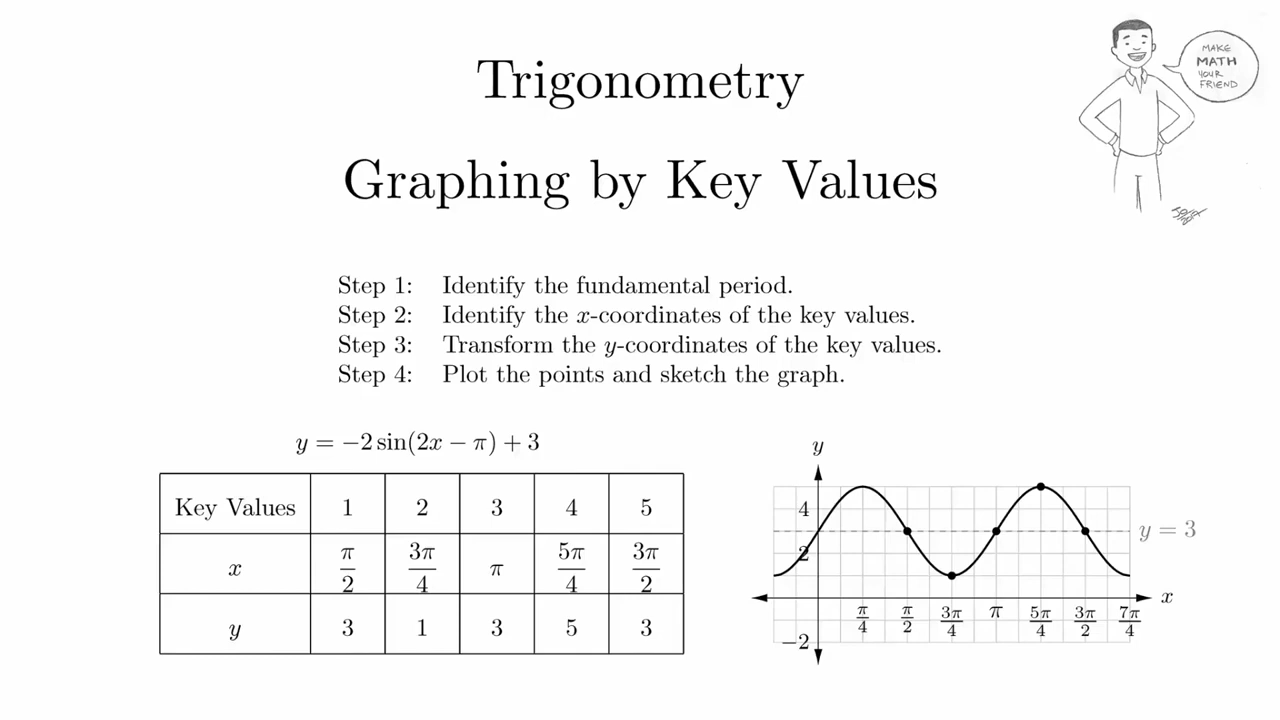 Trigonometry
Graphing by Key Values
MAKE
MATH
YOUR
FRIEND
Step 1: Identify the fundamental period.
Step 2: Identify the x-coordinates of the key values.
Step 3: Transform the y-coordinates of the key values.
Step 4: Plot the points and sketch the graph.
y = −2 sin(2x − π) + 3
Key Values 1 2 3 4 5
x π/2 3π/4 π 5π/4 3π/2
y 3 1 3 5 3
y
4
y = 3
2
x
π/4 π/2 3π/4 π 5π/4 3π/2 7π/4
−2